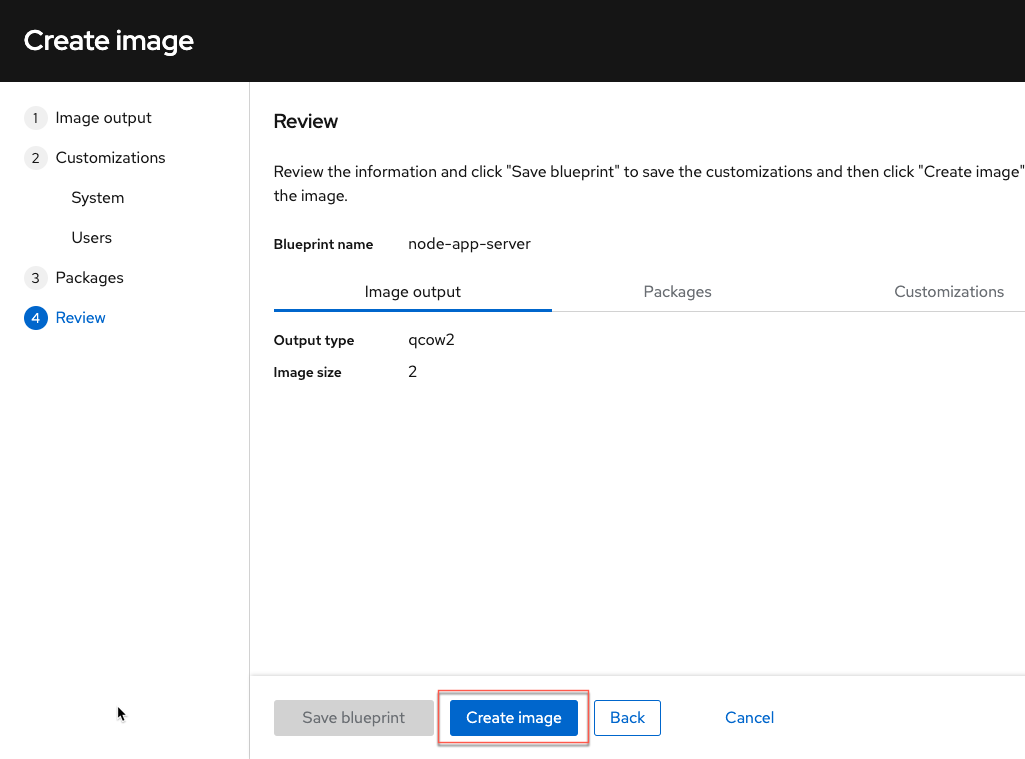 Create image
1 Image output
2 Customizations
System
Users
3 Packages
4 Review
Review
Review the information and click "Save blueprint" to save the customizations and then click "Create image"
the image.
Blueprint name node-app-server
Image output Packages Customizations
Output type qcow2
Image size 2
Save blueprint Create image Back Cancel